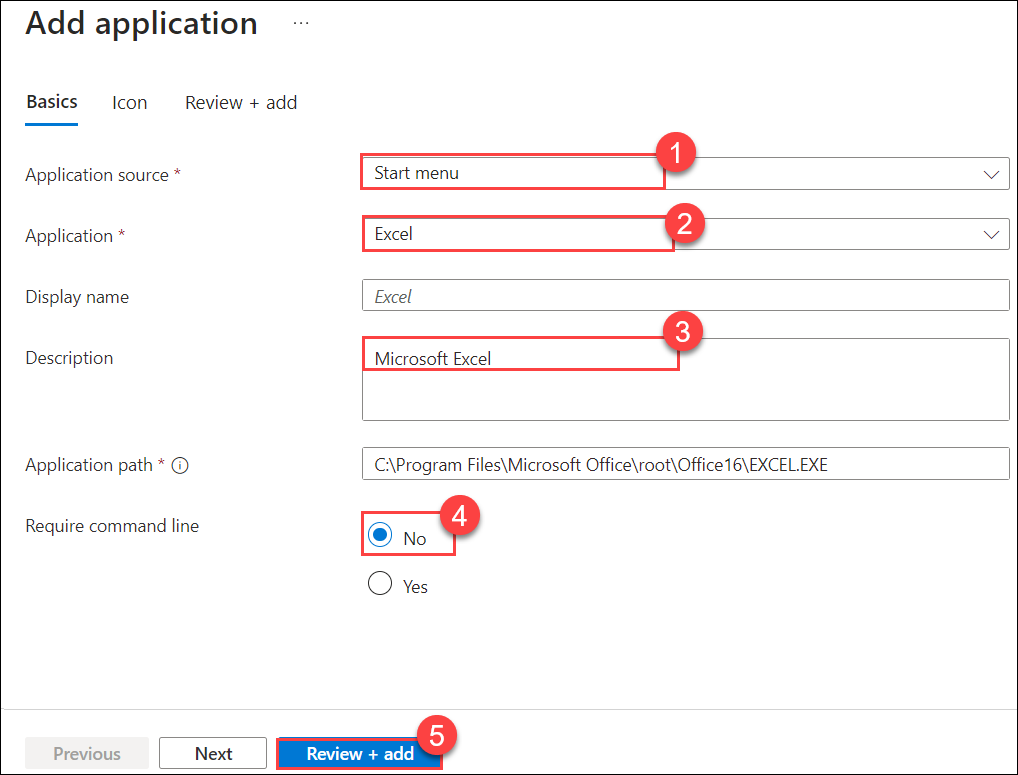 Add application ...
Basics Icon Review + add
1
Application source * Start menu
2
Application * Excel
Display name Excel
3
Description Microsoft Excel
Application path * C:\Program Files\Microsoft Office\root\Office16\EXCEL.EXE
4
Require command line No
Yes
5
Previous Next Review + add